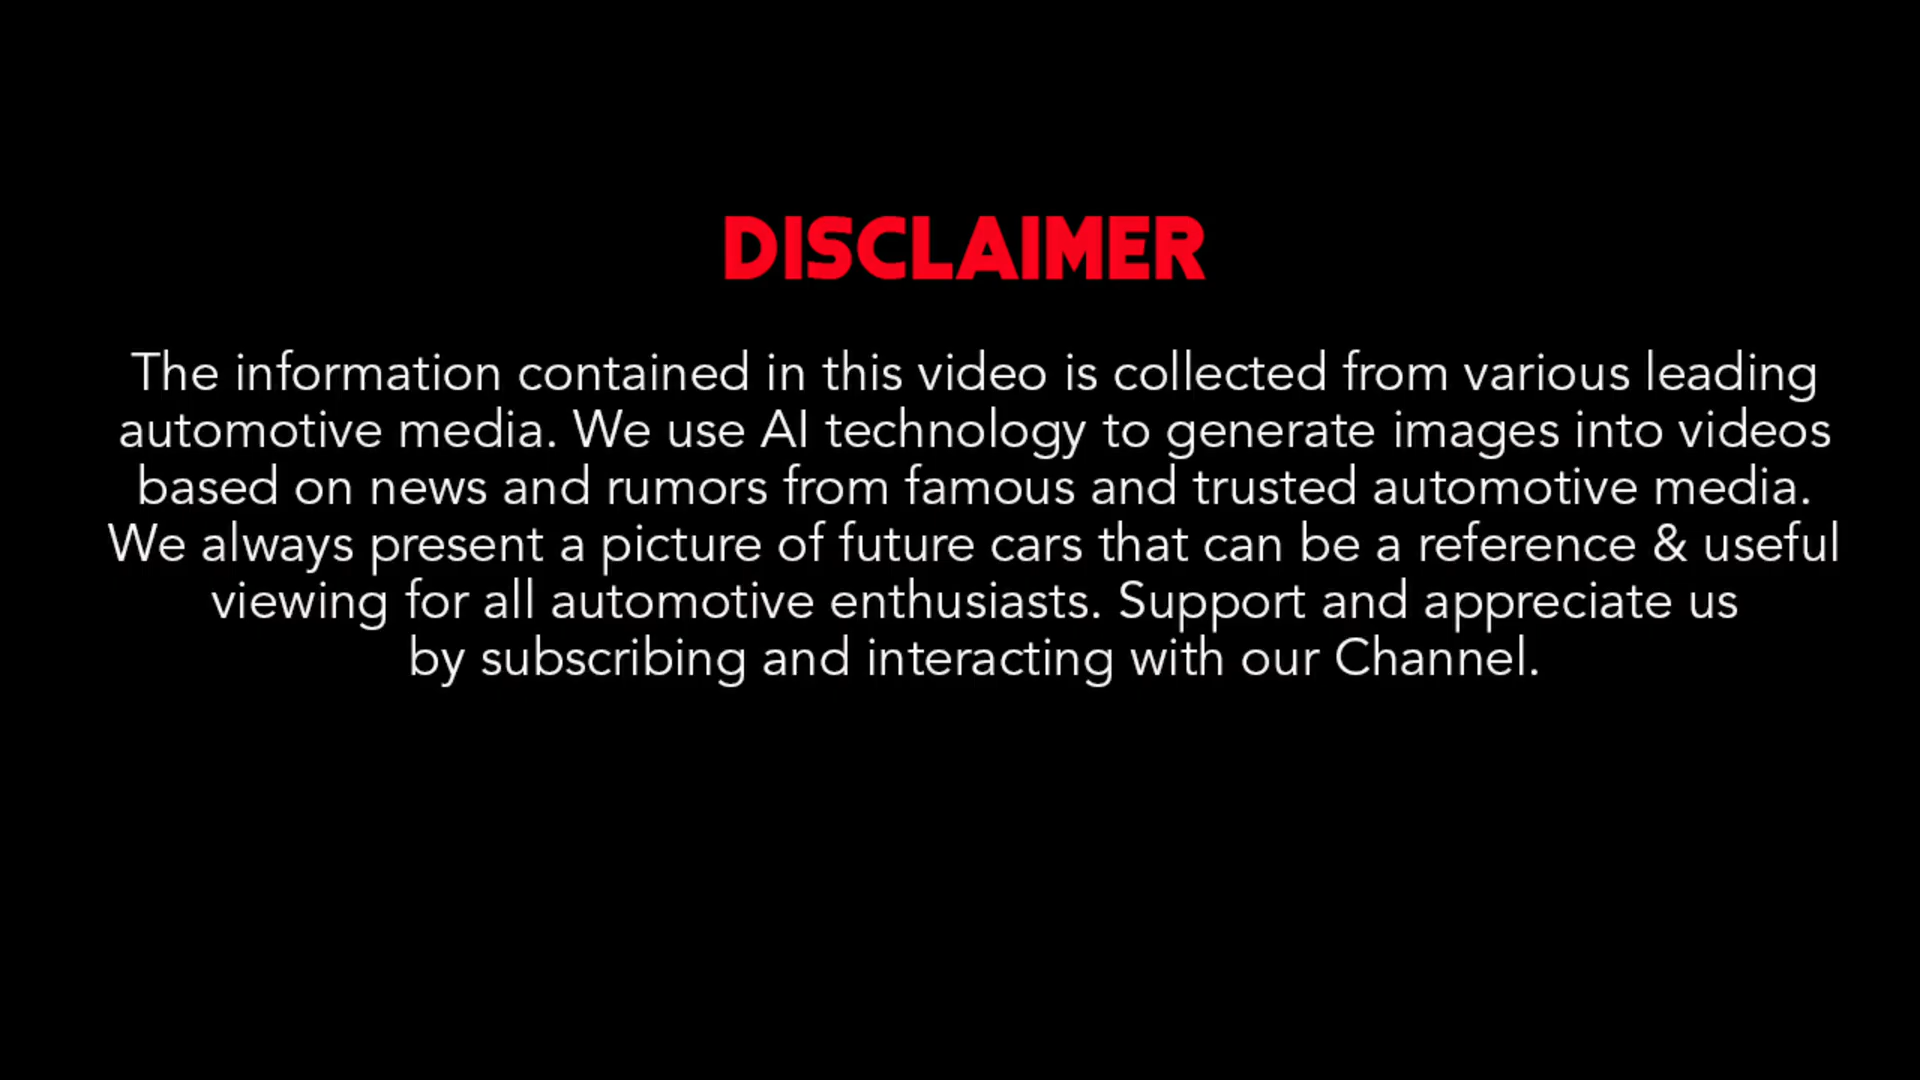 DISCLAIMER
The information contained in this video is collected from various leading
automotive media. We use AI technology to generate images into videos
based on news and rumors from famous and trusted automotive media.
We always present a picture of future cars that can be a reference & useful
viewing for all automotive enthusiasts. Support and appreciate us
by subscribing and interacting with our Channel.